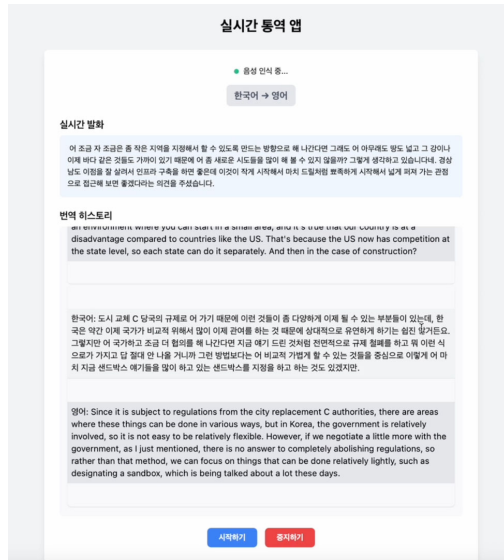 실시간 통역 앱
음성 인식 중...
한국어 → 영어
실시간 발화
어 조금 자 조금은 좀 작은 지역을 지정해서 할 수 있도록 만드는 방향으로 해 나간다면 그래도 어 아무래도 땅도 넓고 그 강이나
이제 바다 같은 것들도 가까이 있기 때문에 어 좀 새로운 시도들을 많이 해 볼 수 있지 않을까? 그렇게 생각하고 있습니다네. 경상
남도 이점을 잘 살려서 인프라 구축을 하면 좋은데 이것이 작게 시작해서 마치 드릴처럼 뾰족하게 시작해서 넓게 퍼져 가는 관점
으로 접근해 보면 좋겠다라는 의견을 주셨습니다.
번역 히스토리
an environment where you can start in a small area, and it's true that our country is at a
disadvantage compared to countries like the US. That's because the US now has competition at
the state level, so each state can do it separately. And then in the case of construction?
한국어: 도시 교체 C 당국의 규제로 어 가기 때문에 이런 것들이 좀 다양하게 이제 될 수 있는 부분들이 있는데, 한
국은 약간 이제 국가가 비교적 위해서 많이 이제 관여를 하는 것 때문에 상대적으로 유연하게 하기는 쉽진 않거든요.
그렇지만 어 국가하고 조금 더 협의를 해 나간다면 지금 얘기 드린 것처럼 전면적으로 규제 철폐를 하고 뭐 이런 식
으로가 가지고 답 절대 안 나올 거니까 그런 방법보다는 어 비교적 가볍게 할 수 있는 것들을 중심으로 이렇게 어 마
치 지금 샌드박스 얘기들을 많이 하고 있는 샌드박스를 지정을 하고 하는 것도 있겠지만.
영어: Since it is subject to regulations from the city replacement C authorities, there are areas
where these things can be done in various ways, but in Korea, the government is relatively
involved, so it is not easy to be relatively flexible. However, if we negotiate a little more with the
government, as I just mentioned, there is no answer to completely abolishing regulations, so
rather than that method, we can focus on things that can be done relatively lightly, such as
designating a sandbox, which is being talked about a lot these days.
시작하기
중지하기